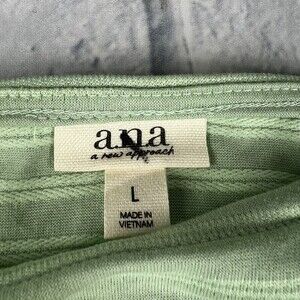 a.n.a
a new approach
L
MADE IN
VIETNAM